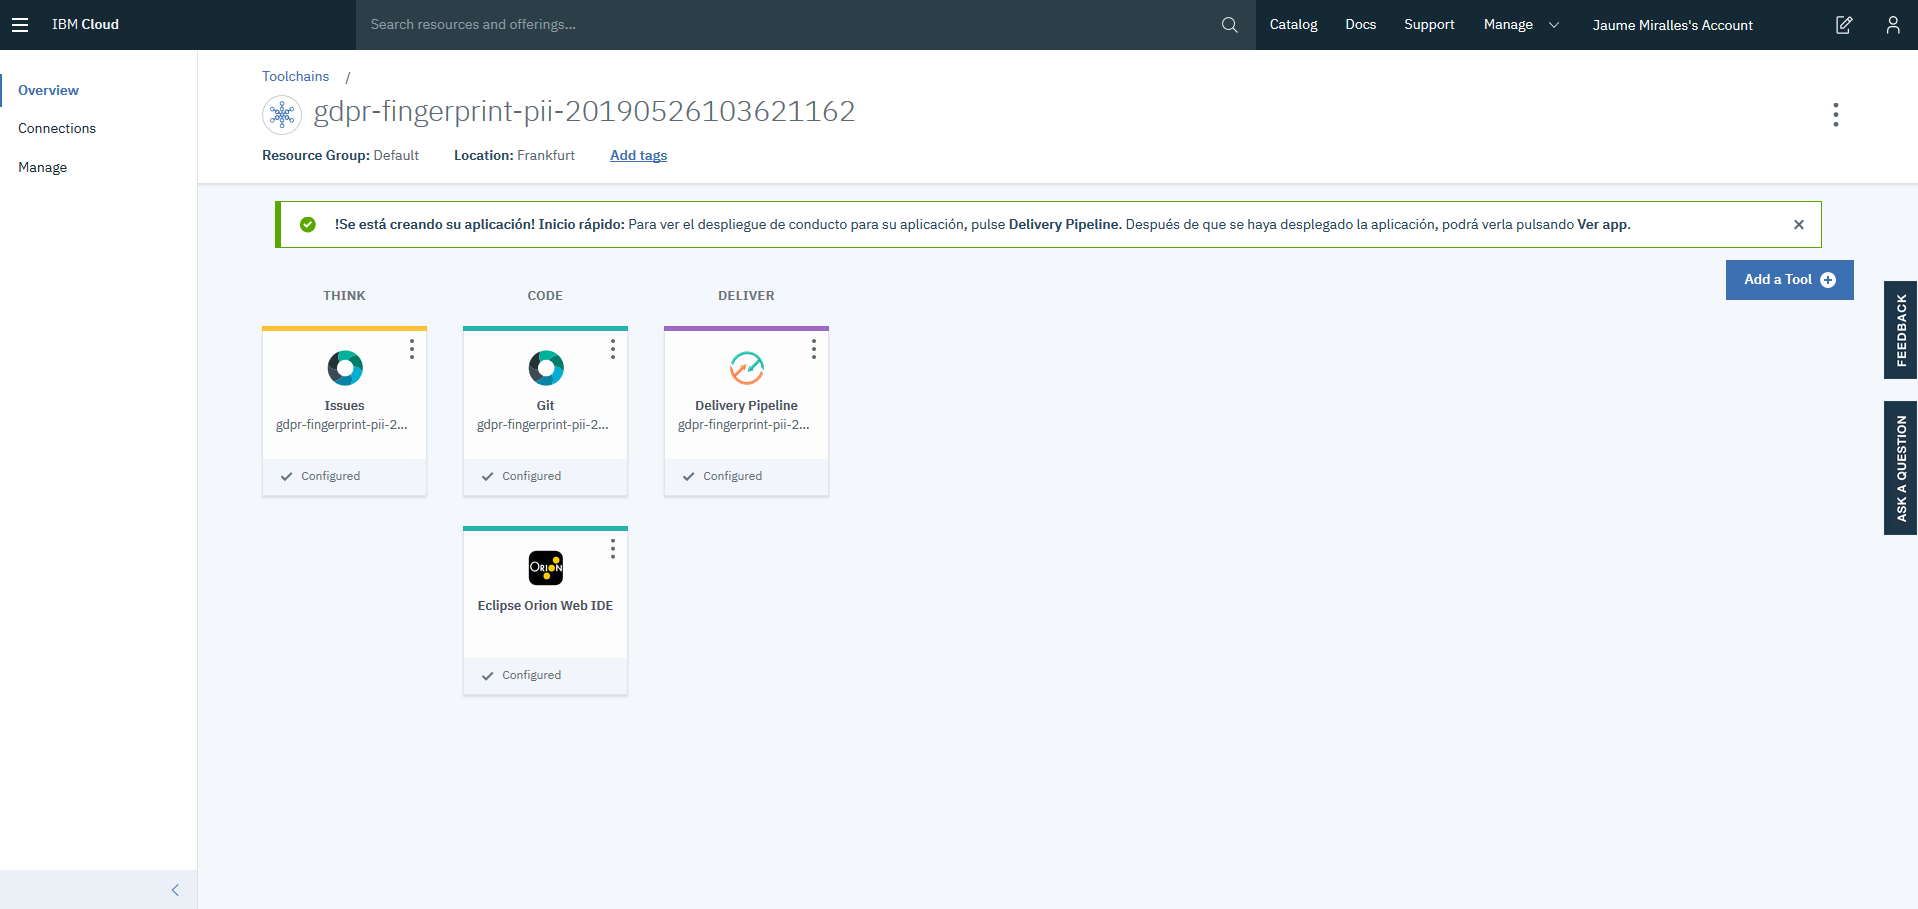 IBM Cloud
Search resources and offerings...
Catalog
Docs
Support
Manage
Jaume Miralles's Account
Overview
Connections
Manage
Toolchains /
gdpr-fingerprint-pii-20190526103621162
Resource Group: Default
Location: Frankfurt
Add tags
!Se está creando su aplicación! Inicio rápido: Para ver el despliegue de conducto para su aplicación, pulse Delivery Pipeline. Después de que se haya desplegado la aplicación, podrá verla pulsando Ver app.
Add a Tool
THINK
CODE
DELIVER
Issues
gdpr-fingerprint-pii-2...
Configured
Git
gdpr-fingerprint-pii-2...
Configured
Delivery Pipeline
gdpr-fingerprint-pii-2...
Configured
ORION
Eclipse Orion Web IDE
Configured
FEEDBACK
ASK A QUESTION